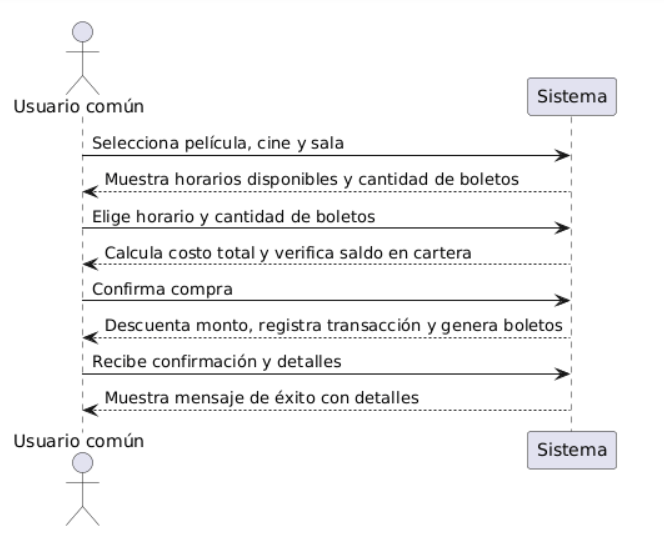 Usuario común
Sistema
Selecciona película, cine y sala
Muestra horarios disponibles y cantidad de boletos
Elige horario y cantidad de boletos
Calcula costo total y verifica saldo en cartera
Confirma compra
Descuenta monto, registra transacción y genera boletos
Recibe confirmación y detalles
Muestra mensaje de éxito con detalles
Usuario común
Sistema